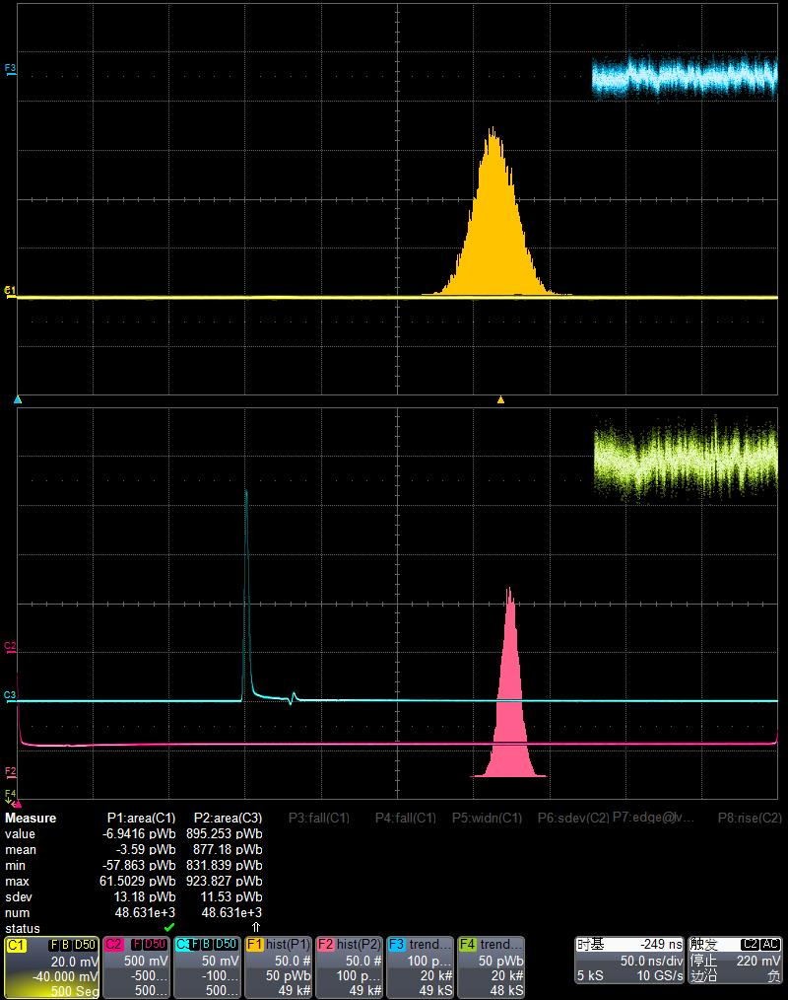 F3
C1
C2
C3
F2
F4
Measure P1:area(C1) P2:area(C3) P3:fall(C1) P4:fall(C1) P5:widn(C1) P6:sdev(C2) P7:edge@lv... P8:rise(C2)
value -6.9416 pWb 895.253 pWb
mean -3.59 pWb 877.18 pWb
min -57.863 pWb 831.839 pWb
max 61.5029 pWb 923.827 pWb
sdev 13.18 pWb 11.53 pWb
num 48.631e+3 48.631e+3
status
C1 F B D50 C2 F D50 C3 F B D50 F1 hist(P1) F2 hist(P2) F3 trend... F4 trend... 时基 -249 ns 触发 C2 AC
20.0 mV 500 mV 50 mV 50.0 # 50.0 # 100 p... 50 pWb 50.0 ns/div 停止 220 mV
-40.000 mV -500... -100... 50 pWb 100 p... 20 k# 20 k# 5 kS 10 GS/s 边沿 负
500 Seg 500... 500... 49 k# 49 k# 49 kS 48 kS